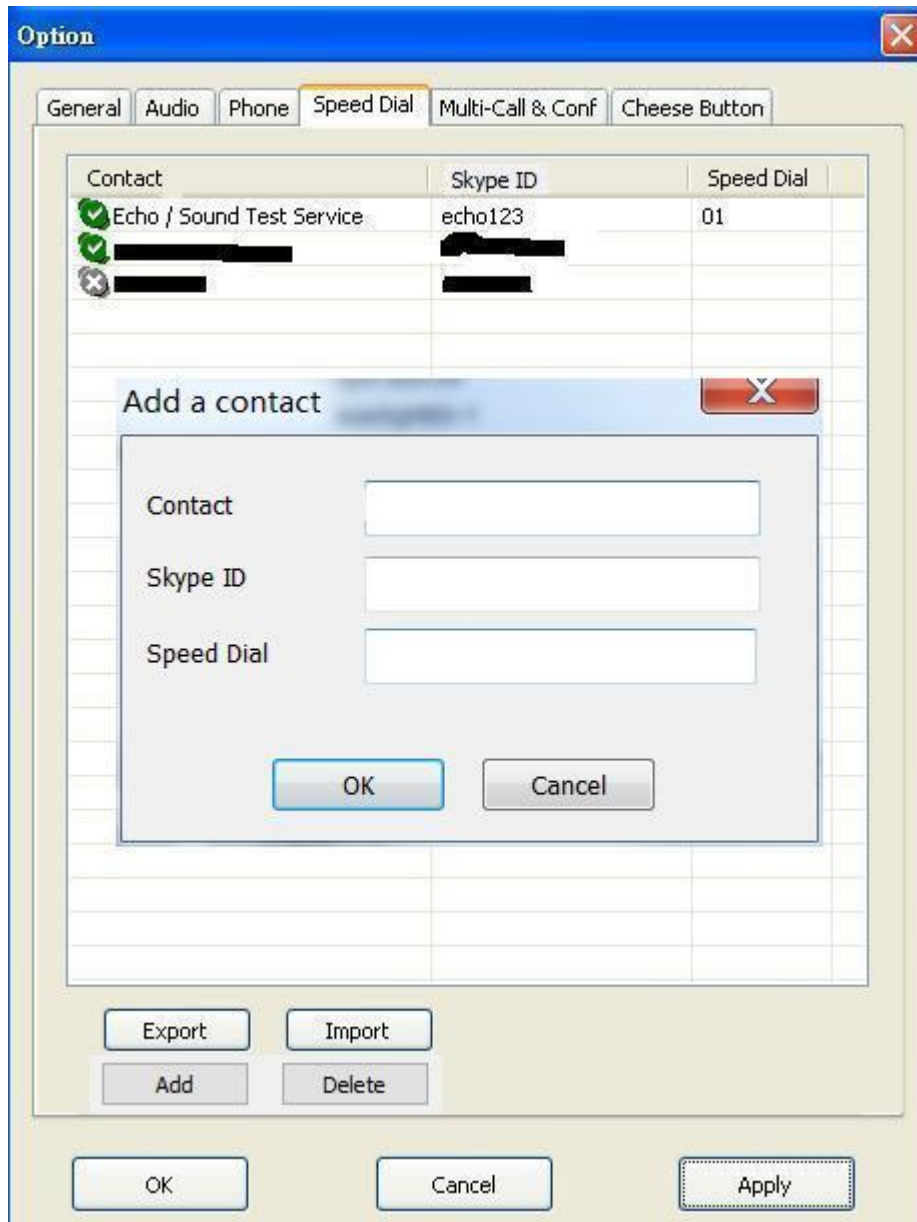 Option
General Audio Phone Speed Dial Multi-Call & Conf Cheese Button
Contact Skype ID Speed Dial
Echo / Sound Test Service echo123 01
Add a contact
Contact
Skype ID
Speed Dial
OK Cancel
Export Import
Add Delete
OK Cancel Apply